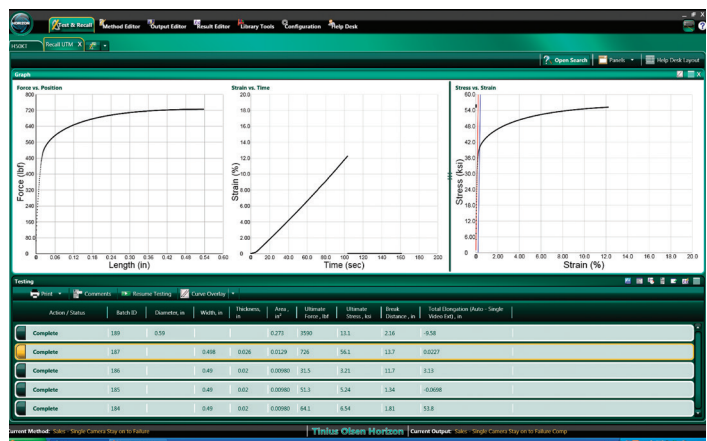 HORIZON
Test & Recall Method Editor Output Editor Result Editor Library Tools Configuration Help Desk
H50KT Recall UTM X
Open Search Panels Help Desk Layout
Graph
Force vs. Position
Force (lbf)
800
720
640
560
480
400
320
240
160
80.0
0
0 0.06 0.12 0.18 0.24 0.30 0.36 0.42 0.48 0.54 0.60
Length (in)
Strain vs. Time
Strain (%)
20.0
18.0
16.0
14.0
12.0
10.0
8.00
6.00
4.00
2.00
0
0 20.0 40.0 60.0 80.0 100 120 140 160 180 200
Time (sec)
Stress vs. Strain
Stress (ksi)
60.0
54.0
48.0
42.0
36.0
30.0
24.0
18.0
12.0
6.00
0
0 2.00 4.00 6.00 8.00 10.0 12.0 14.0 16.0 18.0 20.0
Strain (%)
Testing
Print Comments Resume Testing Curve Overlay
Action / Status Batch ID Diameter, in Width, in Thickness, in Area, in² Ultimate Force, lbf Ultimate Stress, ksi Break Distance, in Total Elongation (Auto - Single Video Ext), in
Complete 189 0.59 0.273 3590 13.1 2.16 -9.58
Complete 187 0.498 0.026 0.0129 726 56.1 13.7 0.0227
Complete 186 0.49 0.02 0.00980 31.5 3.21 11.7 3.13
Complete 185 0.49 0.02 0.00980 51.3 5.24 1.34 -0.0698
Complete 184 0.49 0.02 0.00980 64.1 6.54 1.81 53.8
Current Method: Sales - Single Camera Stay on to Failure Tinius Olsen Horizon Current Output: Sales - Single Camera Stay on to Failure Comp